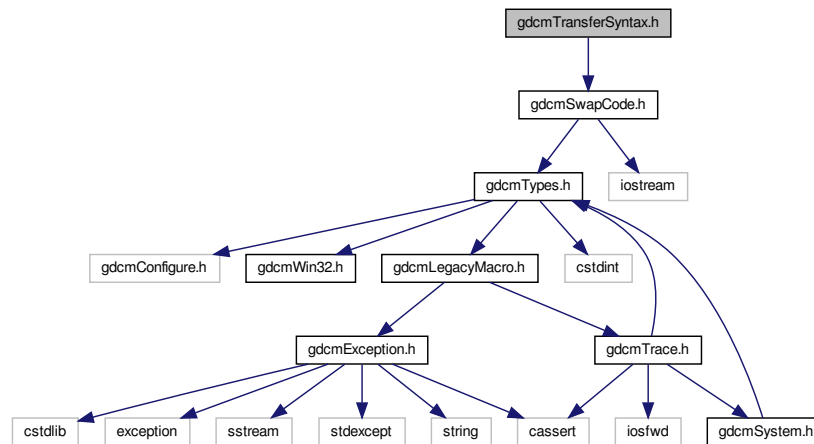 gdcmTransferSyntax.h
gdcmSwapCode.h
gdcmTypes.h
iostream
gdcmConfigure.h
gdcmWin32.h
gdcmLegacyMacro.h
cstdint
gdcmException.h
gdcmTrace.h
cstdlib
exception
sstream
stdexcept
string
cassert
iosfwd
gdcmSystem.h